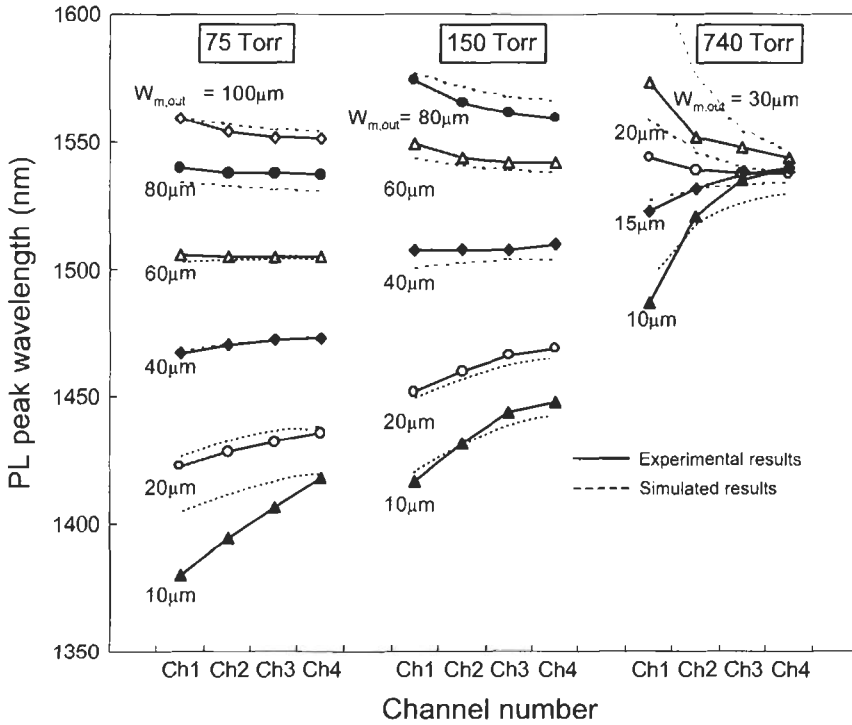 PL peak wavelength (nm)
1600
1550
1500
1450
1400
1350
75 Torr
W_m,out = 100μm
80μm
60μm
40μm
20μm
10μm
150 Torr
W_m,out = 80μm
60μm
40μm
20μm
10μm
740 Torr
W_m,out = 30μm
20μm
15μm
10μm
Experimental results
Simulated results
Ch1 Ch2 Ch3 Ch4
Ch1 Ch2 Ch3 Ch4
Ch1 Ch2 Ch3 Ch4
Channel number